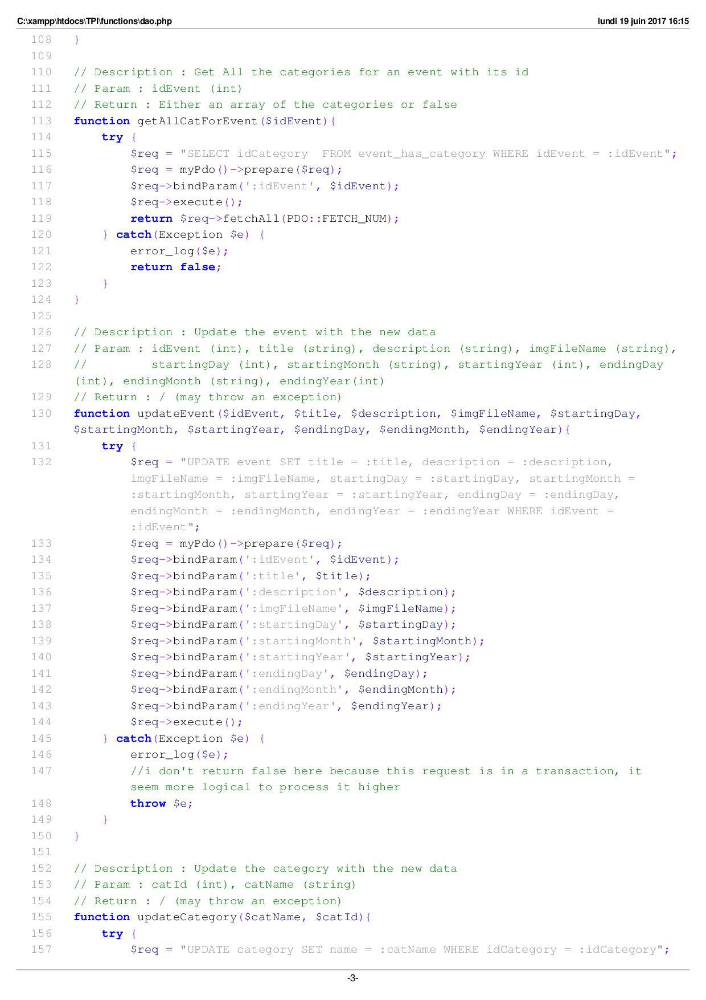 C:\xampp\htdocs\TPI\functions\dao.php lundi 19 juin 2017 16:15
108 }
109
110 // Description : Get All the categories for an event with its id
111 // Param : idEvent (int)
112 // Return : Either an array of the categories or false
113 function getAllCatForEvent($idEvent){
114 try {
115 $req = "SELECT idCategory  FROM event_has_category WHERE idEvent = :idEvent";
116 $req = myPdo()->prepare($req);
117 $req->bindParam(':idEvent', $idEvent);
118 $req->execute();
119 return $req->fetchAll(PDO::FETCH_NUM);
120 } catch(Exception $e) {
121 error_log($e);
122 return false;
123 }
124 }
125
126 // Description : Update the event with the new data
127 // Param : idEvent (int), title (string), description (string), imgFileName (string),
128 // startingDay (int), startingMonth (string), startingYear (int), endingDay
(int), endingMonth (string), endingYear(int)
129 // Return : / (may throw an exception)
130 function updateEvent($idEvent, $title, $description, $imgFileName, $startingDay,
$startingMonth, $startingYear, $endingDay, $endingMonth, $endingYear){
131 try {
132 $req = "UPDATE event SET title = :title, description = :description,
imgFileName = :imgFileName, startingDay = :startingDay, startingMonth =
:startingMonth, startingYear = :startingYear, endingDay = :endingDay,
endingMonth = :endingMonth, endingYear = :endingYear WHERE idEvent =
:idEvent";
133 $req = myPdo()->prepare($req);
134 $req->bindParam(':idEvent', $idEvent);
135 $req->bindParam(':title', $title);
136 $req->bindParam(':description', $description);
137 $req->bindParam(':imgFileName', $imgFileName);
138 $req->bindParam(':startingDay', $startingDay);
139 $req->bindParam(':startingMonth', $startingMonth);
140 $req->bindParam(':startingYear', $startingYear);
141 $req->bindParam(':endingDay', $endingDay);
142 $req->bindParam(':endingMonth', $endingMonth);
143 $req->bindParam(':endingYear', $endingYear);
144 $req->execute();
145 } catch(Exception $e) {
146 error_log($e);
147 //i don't return false here because this request is in a transaction, it
seem more logical to process it higher
148 throw $e;
149 }
150 }
151
152 // Description : Update the category with the new data
153 // Param : catId (int), catName (string)
154 // Return : / (may throw an exception)
155 function updateCategory($catName, $catId){
156 try {
157 $req = "UPDATE category SET name = :catName WHERE idCategory = :idCategory";
-3-